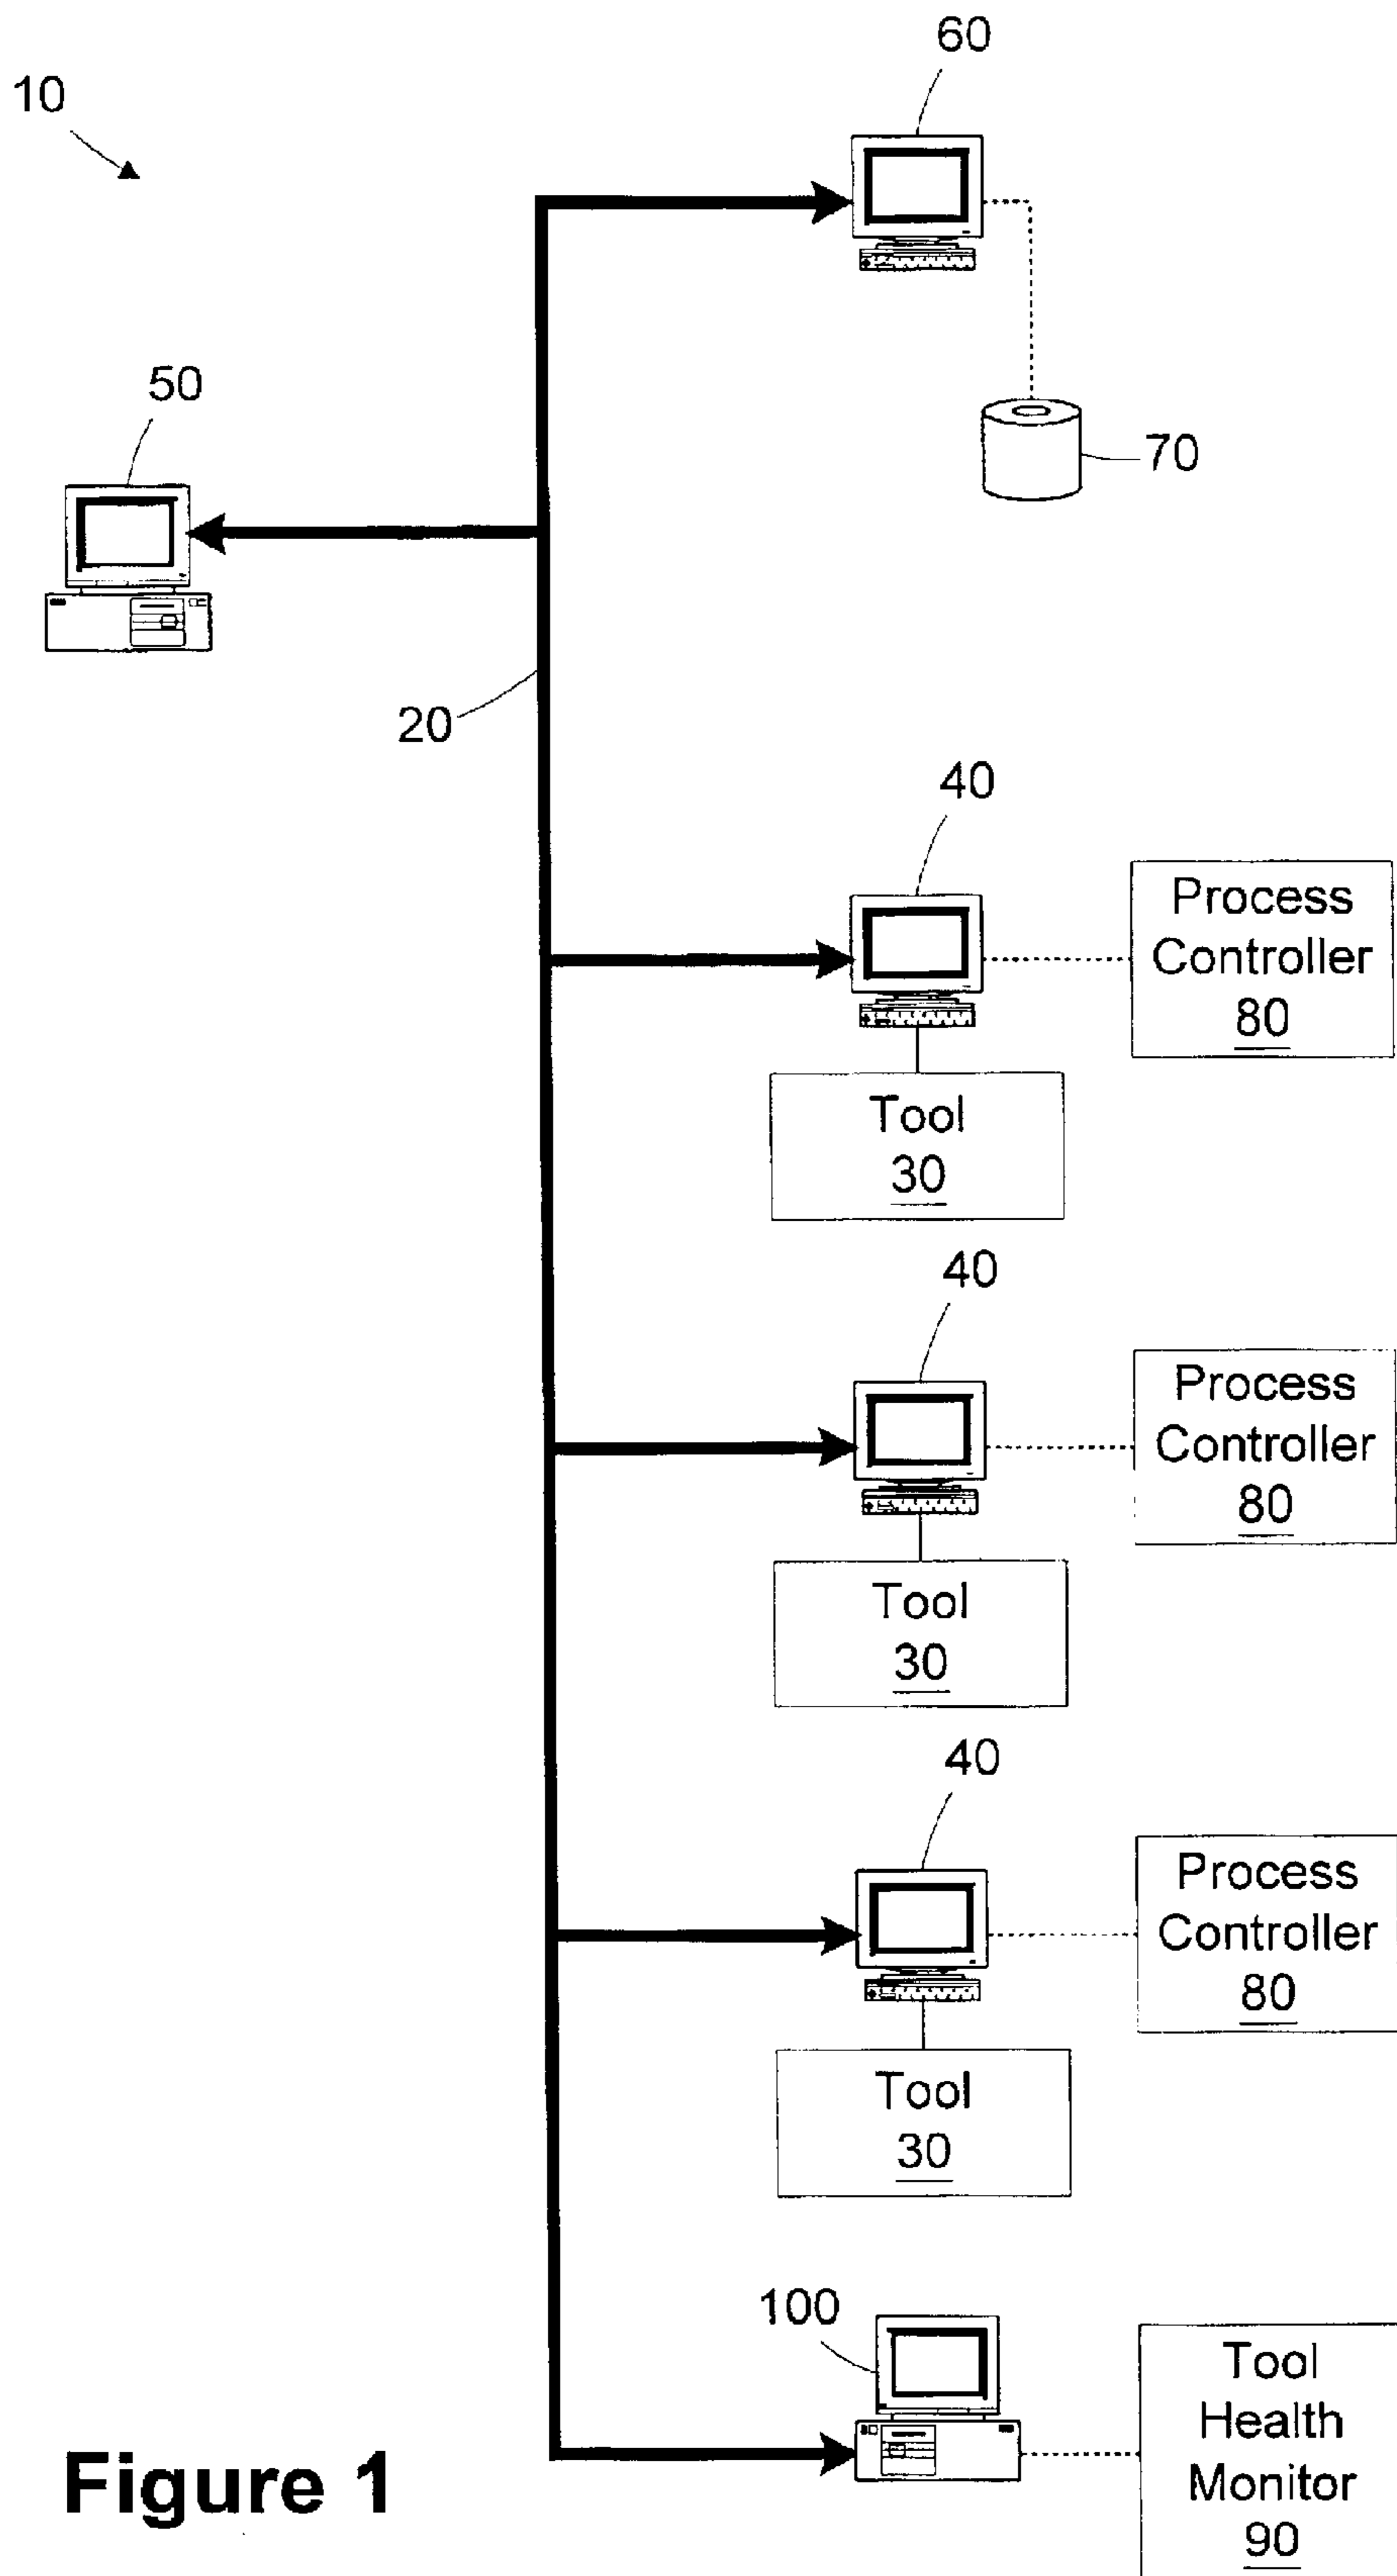 60
10
50
70
20
40
Process
Controller
80
Tool
30
40
Process
Controller
80
Tool
30
40
Process
Controller
80
Tool
30
100
Tool
Health
Monitor
90
Figure 1